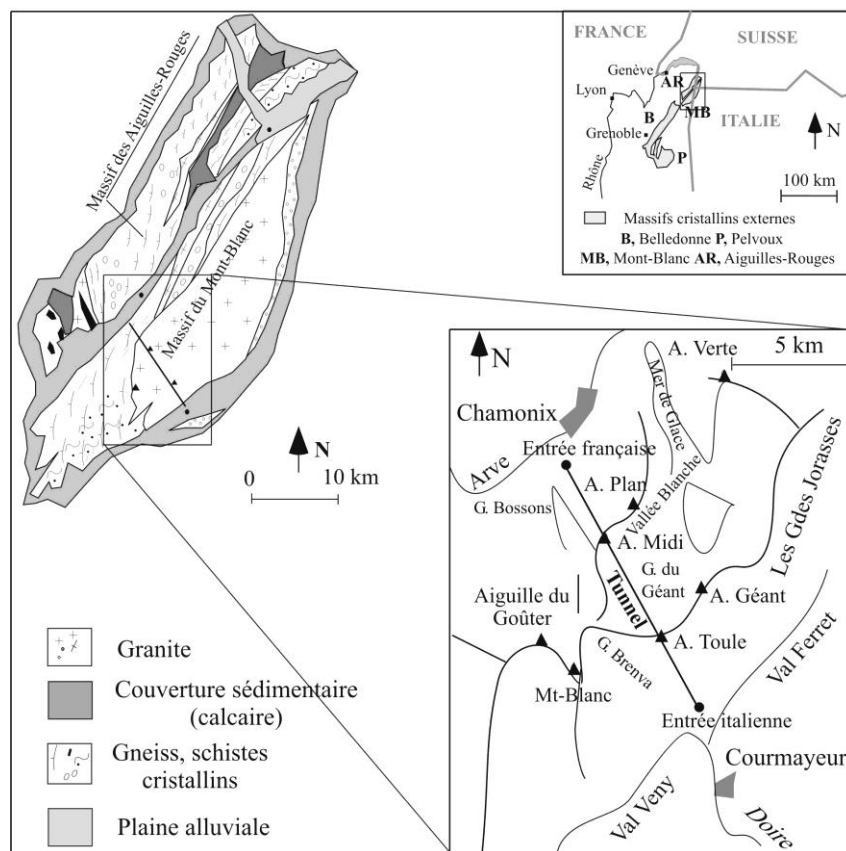 Massif des Aiguilles-Rouges
Massif du Mont-Blanc
N
0 10 km
Granite
Couverture sédimentaire
(calcaire)
Gneiss, schistes
cristallins
Plaine alluviale
FRANCE
SUISSE
Genève
AR
Lyon
MB
ITALIE
B
Grenoble
P
N
Rhône
100 km
Massifs cristallins externes
B, Belledonne P, Pelvoux
MB, Mont-Blanc AR, Aiguilles-Rouges
N
A. Verte
5 km
Chamonix
Mer de Glace
Entrée française
Arve
A. Plan
Vallée Blanche
Les Gdes Jorasses
G. Bossons
A. Midi
G. du
Géant
Tunnel
Aiguille du
Goûter
A. Géant
A. Toule
G. Brenva
Val Ferret
Mt-Blanc
Entrée italienne
Courmayeur
Val Veny
Doire